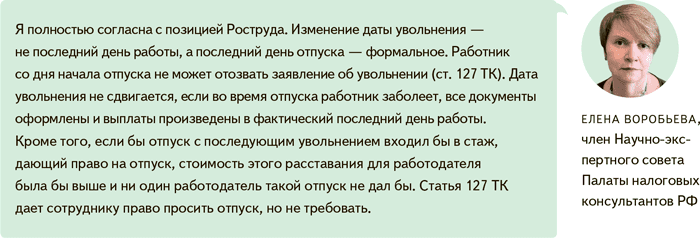 Я полностью согласна с позицией Роструда. Изменение даты увольнения —
не последний день работы, а последний день отпуска — формальное. Работник
со дня начала отпуска не может отозвать заявление об увольнении (ст. 127 ТК). Дата
увольнения не сдвигается, если во время отпуска работник заболеет, все документы
оформлены и выплаты произведены в фактический последний день работы.
Кроме того, если бы отпуск с последующим увольнением входил бы в стаж,
дающий право на отпуск, стоимость этого расставания для работодателя
была бы выше и ни один работодатель такой отпуск не дал бы. Статья 127 ТК
дает сотруднику право просить отпуск, но не требовать.
ЕЛЕНА ВОРОБЬЕВА,
член Научно-экс-
пертного совета
Палаты налоговых
консультантов РФ